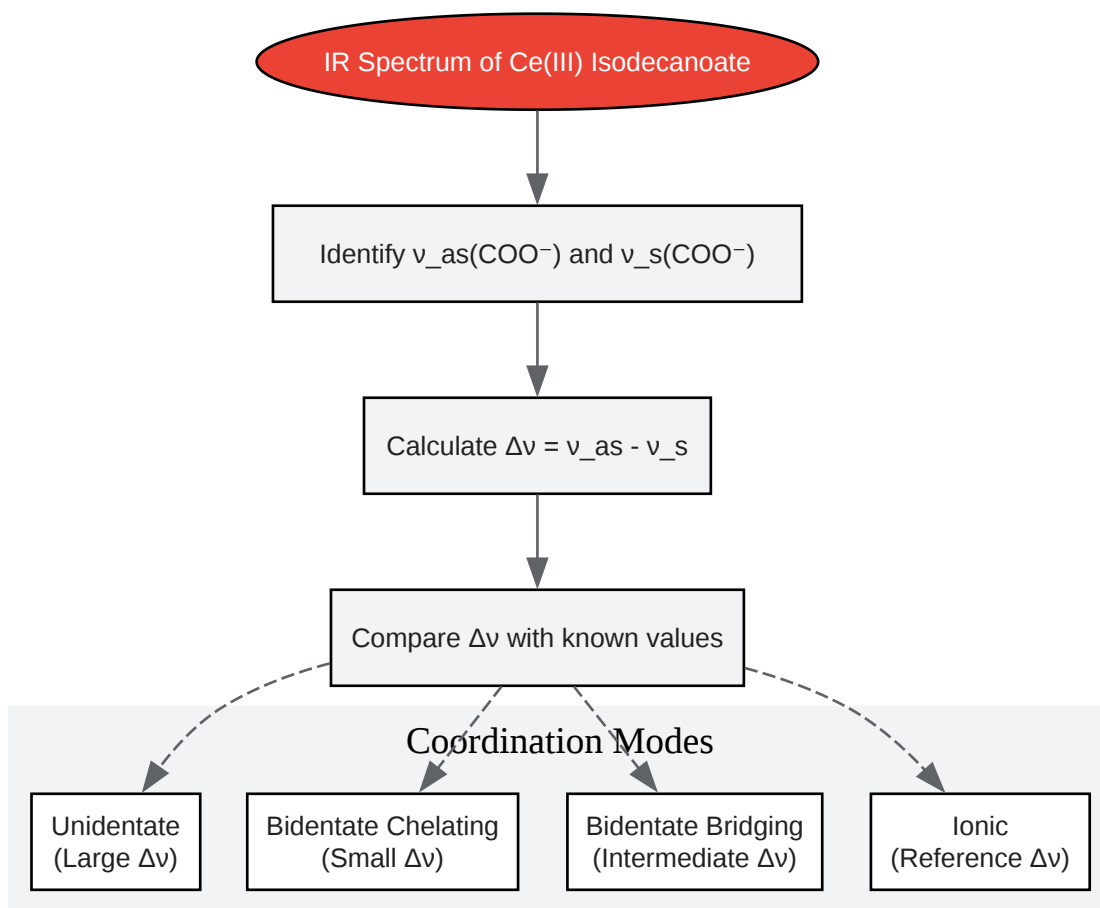 IR Spectrum of Ce(III) Isodecanoate
Identify ν_as(COO⁻) and ν_s(COO⁻)
Calculate Δν = ν_as - ν_s
Compare Δν with known values
Coordination Modes
Unidentate
(Large Δν)
Bidentate Chelating
(Small Δν)
Bidentate Bridging
(Intermediate Δν)
Ionic
(Reference Δν)